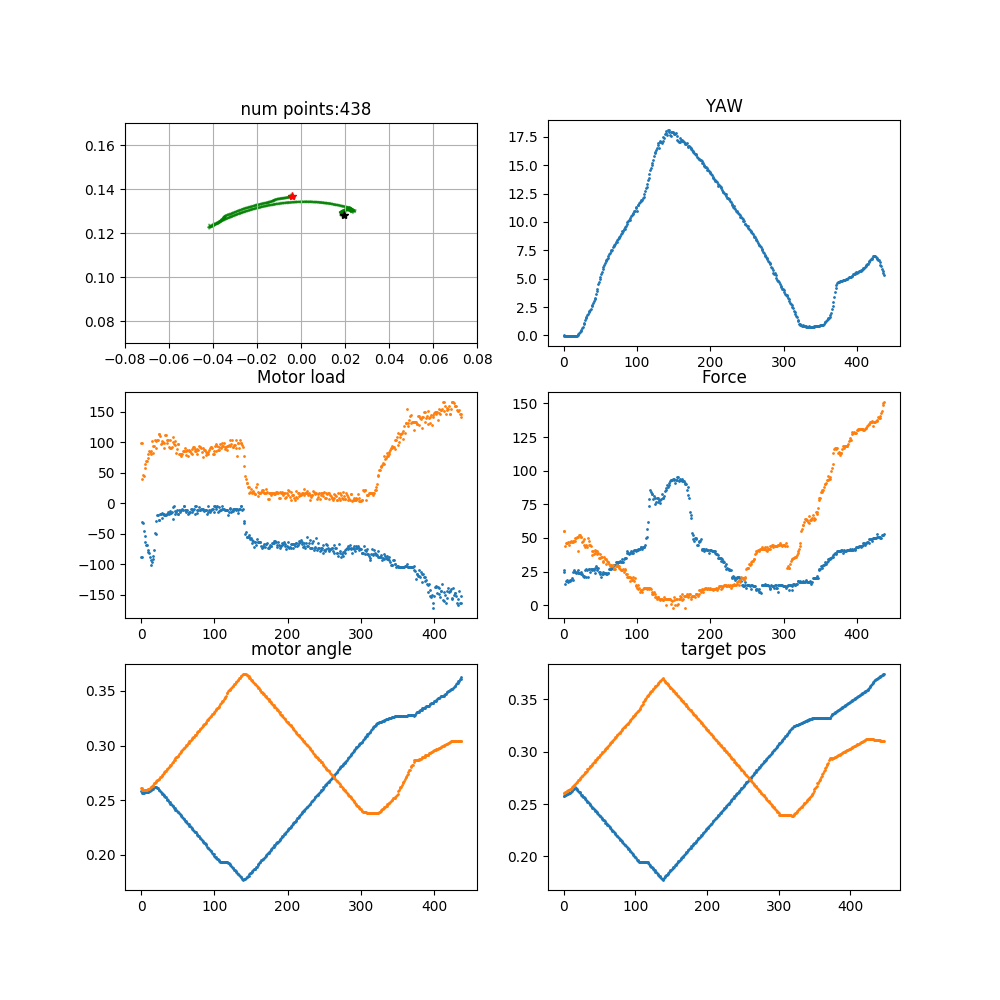 num points:438
0.16
0.14
0.12
0.10
0.08
−0.08 −0.06 −0.04 −0.02 0.00 0.02 0.04 0.06 0.08
YAW
17.5
15.0
12.5
10.0
7.5
5.0
2.5
0.0
0 100 200 300 400
Motor load
150
100
50
0
−50
−100
−150
0 100 200 300 400
Force
150
125
100
75
50
25
0
0 100 200 300 400
motor angle
0.35
0.30
0.25
0.20
0 100 200 300 400
target pos
0.35
0.30
0.25
0.20
0 100 200 300 400